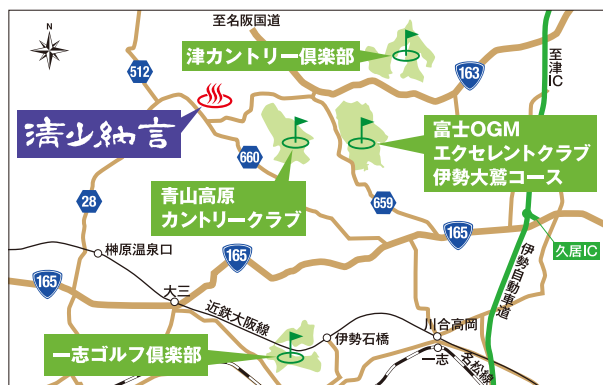 N
至名阪国道
津カントリー倶楽部
163
至津IC
512
清少納言
660
富士OGM
エクセレントクラブ
伊勢大鷲コース
青山高原
カントリークラブ
28
659
165
165
久居IC
榊原温泉口
165
大三
近鉄大阪線
伊勢自動車道
一志ゴルフ倶楽部
伊勢石橋
川合高岡
一志
名松線